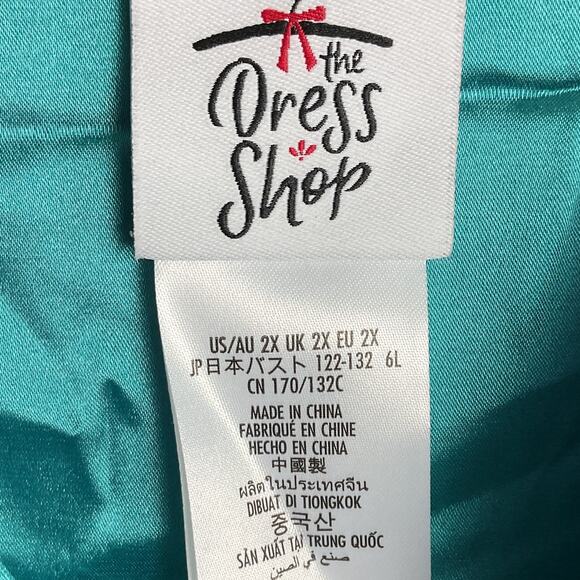 the
Dress
Shop
US/AU 2X UK 2X EU 2X
JP日本バスト 122-132 6L
CN 170/132C
MADE IN CHINA
FABRIQUÉ EN CHINE
HECHO EN CHINA
中國製
ผลิตในประเทศจีน
DIBUAT DI TIONGKOK
중국산
SẢN XUẤT TẠI TRUNG QUỐC
صنع في الصين